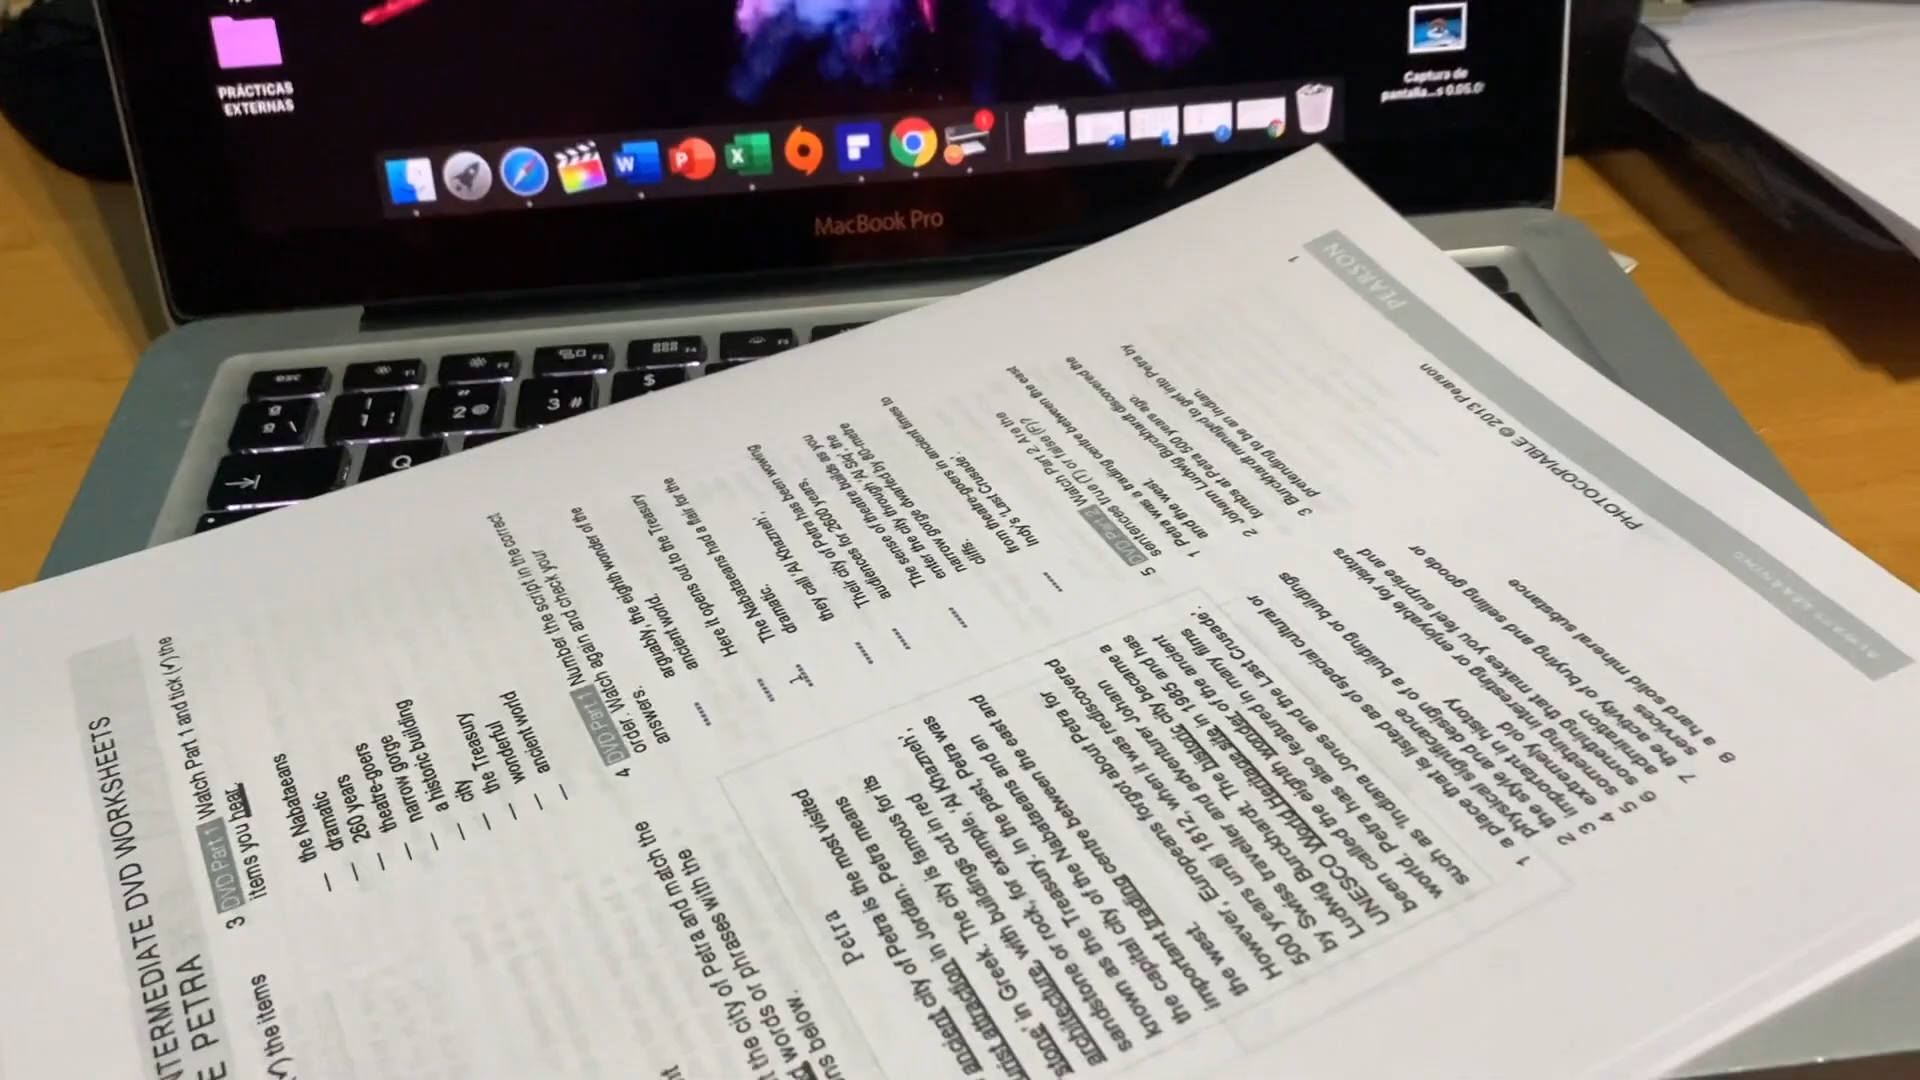 PRÁCTICAS
EXTERNAS
Captura de
pantalla...s 0.05.0
MacBook Pro
esc
F1
F2
F3
F4
F5
2 @
3 #
$
Q
INTERMEDIATE DVD WORKSHEETS
E PETRA
(✓) the items
t the city of Petra and match the
words or phrases with the
ns below.
Petra
ancient city of Petra is the most visited
urist attraction in Jordan. Petra means
'stone' in Greek. The city is famous for its
architecture, with buildings cut in red
sandstone or rock, for example, 'Al Khazneh',
known as the Treasury. In the past, Petra was
the capital city of the Nabataeans and an
important trading centre between the east and
the west.
However, Europeans forgot about Petra for
500 years until 1812, when it was rediscovered
by Swiss traveller and adventurer Johann
Ludwig Burckhardt. The historic city became a
UNESCO World Heritage site in 1985 and has
been called the eighth wonder of the ancient
world. Petra has also featured in many films
such as 'Indiana Jones and the Last Crusade'.
1 a place that is listed as of special cultural or
physical significance
2 the style and design of a building or buildings
3 important in history
4 extremely old
5 something interesting or enjoyable for visitors
6 something that makes you feel surprise and
admiration
7 the activity of buying and selling goods or
services
8 a hard solid mineral substance
3 DVD Part 1 Watch Part 1 and tick (✓) the
items you hear.
the Nabataeans
dramatic
260 years
theatre-goers
narrow gorge
a historic building
city
the Treasury
wonderful
ancient world
4 DVD Part 1 Number the script in the correct
order. Watch again and check your
answers.
arguably, the eighth wonder of the
ancient world.
Here it opens out to the Treasury
The Nabataeans had a flair for the
dramatic.
1
they call 'Al Khazneh',
Their city of Petra has been wowing
audiences for 2600 years.
The sense of theatre builds as you
enter the city through 'Al Siq', the
narrow gorge dwarfed by 80-metre
cliffs.
from theatre-goers in ancient times to
Indy's 'Last Crusade'.
5 DVD Part 2 Watch Part 2. Are the
sentences true (T) or false (F)?
1 Petra was a trading centre between the east
and the west.
2 Johann Ludwig Burckhardt discovered the
tombs at Petra 500 years ago.
3 Burckhardt managed to get into Petra by
pretending to be an Indian.
1
PEARSON
PHOTOCOPIABLE © 2013 Pearson
ALWAYS LEARNING